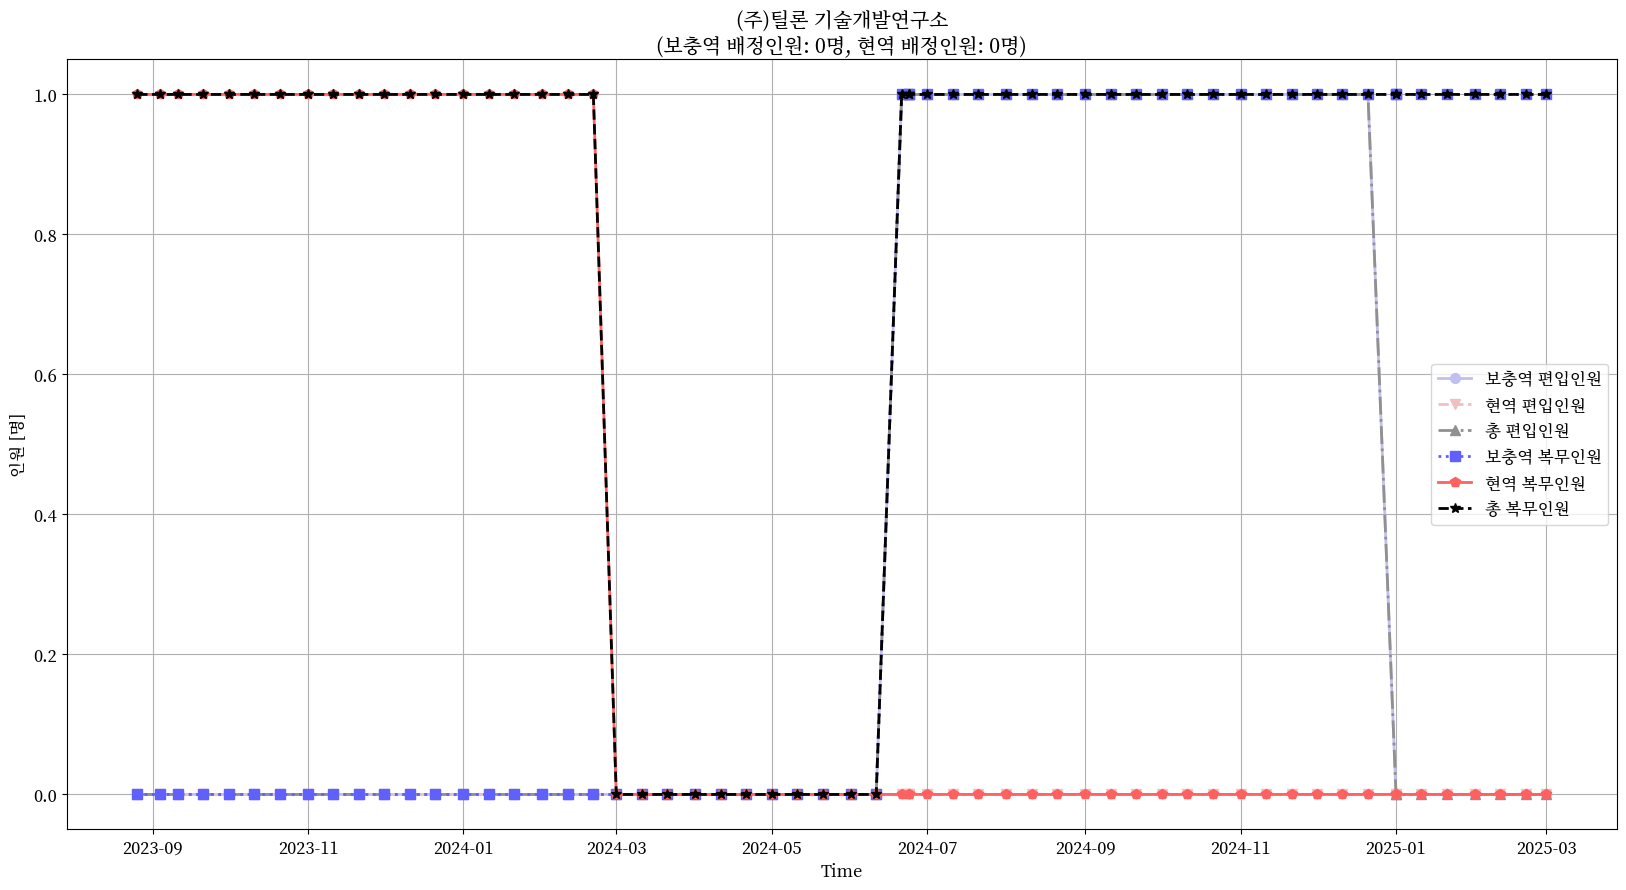 (주)틸론 기술개발연구소
(보충역 배정인원: 0명, 현역 배정인원: 0명)
1.0
0.8
0.6
0.4
0.2
0.0
인원 [명]
보충역 편입인원
현역 편입인원
총 편입인원
보충역 복무인원
현역 복무인원
총 복무인원
2023-09 2023-11 2024-01 2024-03 2024-05 2024-07 2024-09 2024-11 2025-01 2025-03
Time